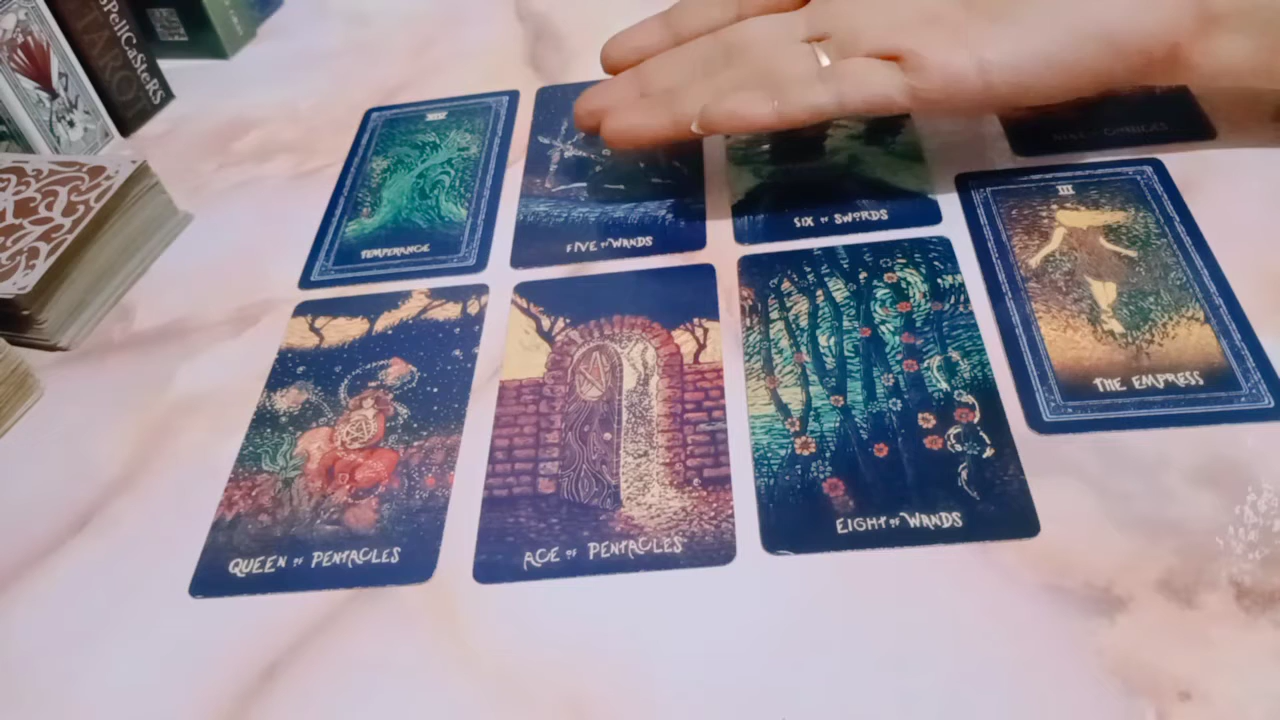 SPellCaSteRS
TAROT
XIV
TEMPERANCE
FIVE OF WANDS
SIX OF SWORDS
III
THE EMPRESS
QUEEN OF PENTACLES
ACE OF PENTACLES
EIGHT OF WANDS